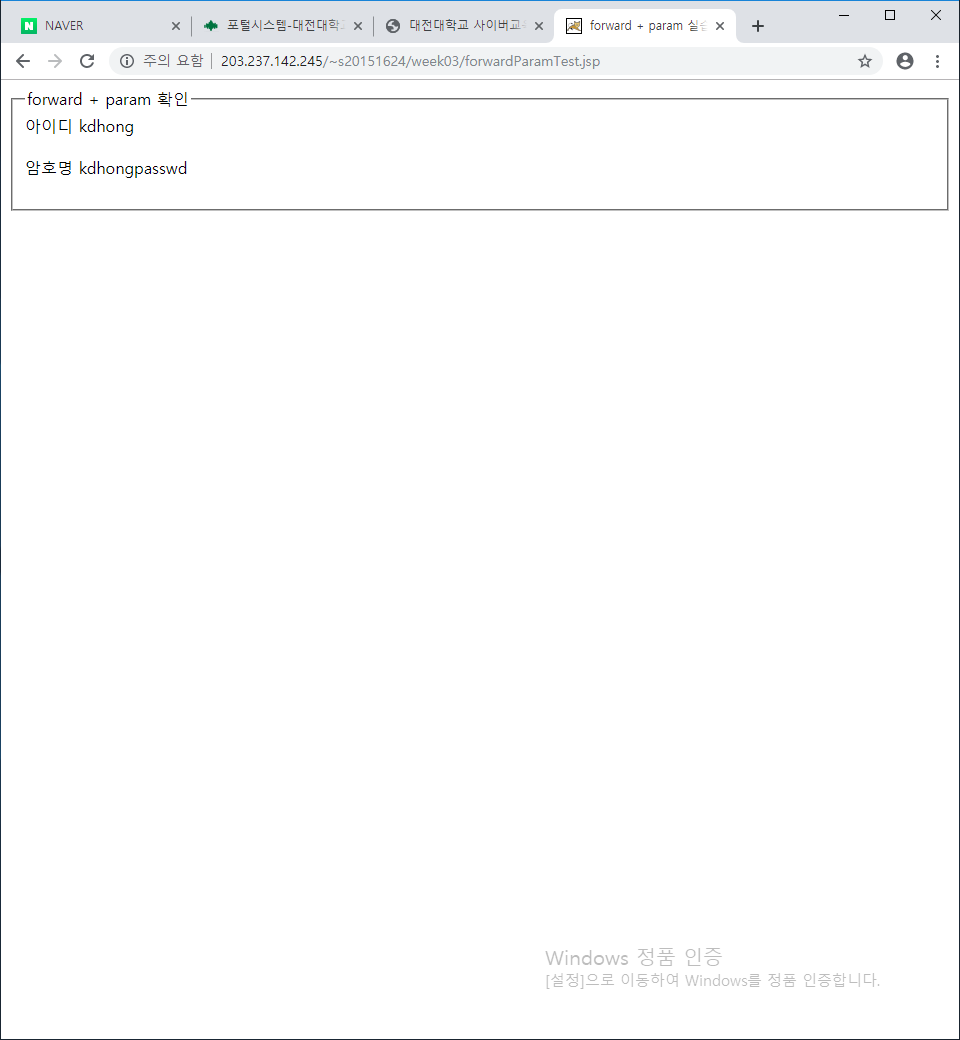 NAVER
포털시스템-대전대학교
대전대학교 사이버교육
forward + param 실습
주의 요함 203.237.142.245/~s20151624/week03/forwardParamTest.jsp
forward + param 확인
아이디 kdhong
암호명 kdhongpasswd
Windows 정품 인증
[설정]으로 이동하여 Windows를 정품 인증합니다.